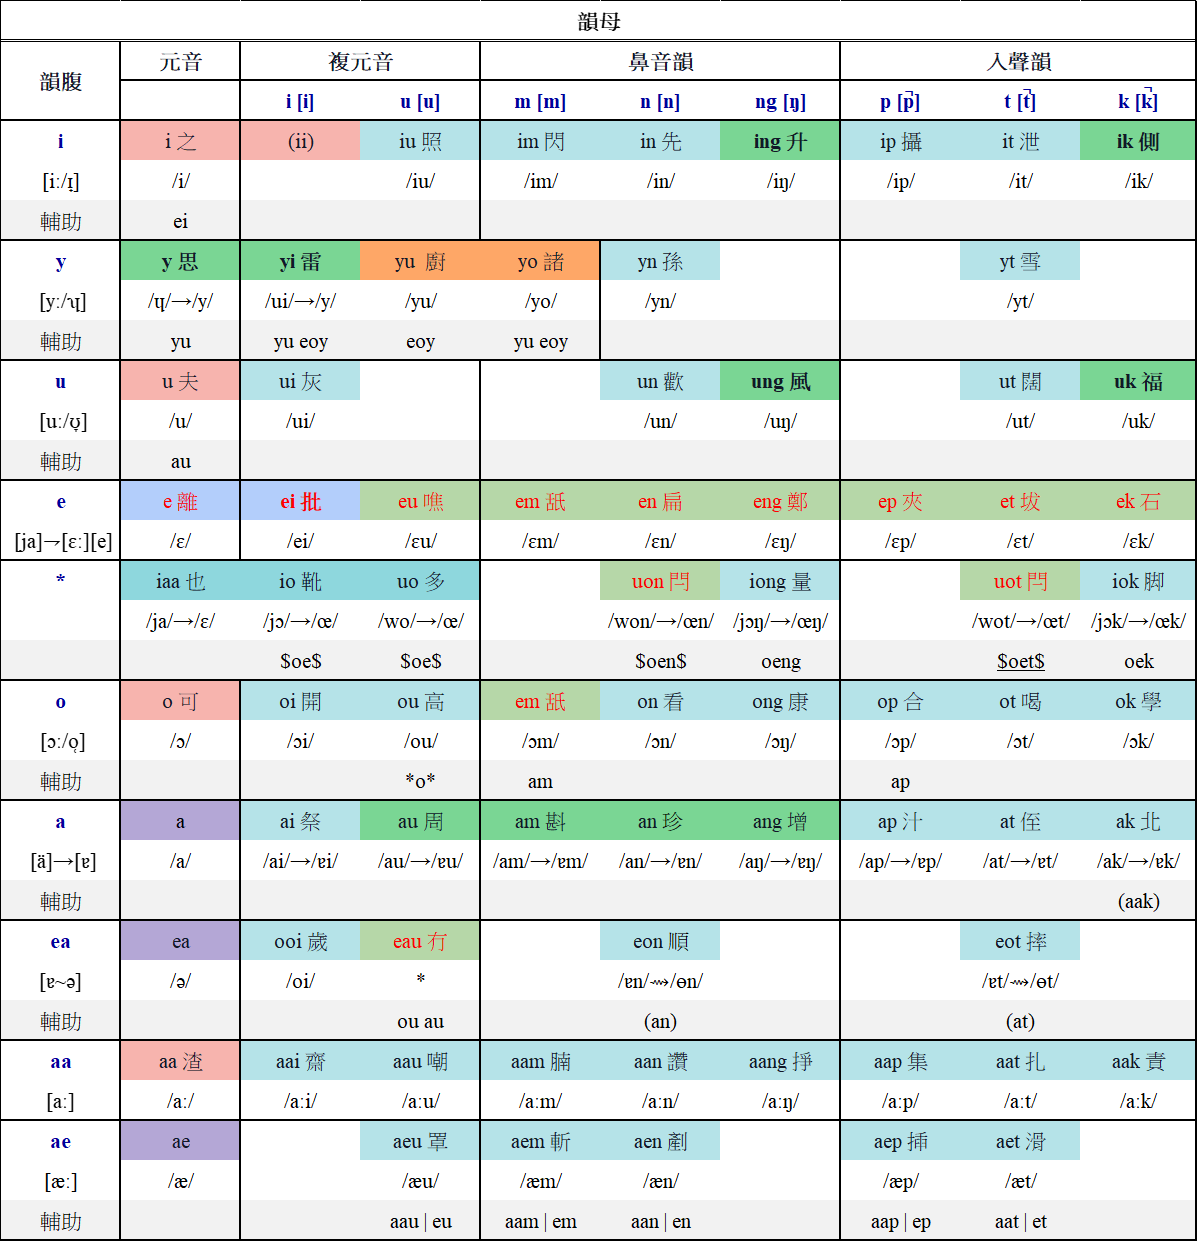 韻母
韻腹 元音 複元音 鼻音韻 入聲韻
i [i] u [u] m [m] n [n] ng [ŋ] p [p̚] t [t̚] k [k̚]
i i 之 (ii) iu 照 im 閃 in 先 ing 升 ip 攝 it 泄 ik 側
[iː/ɪ̞] /i/ /iu/ /im/ /in/ /iŋ/ /ip/ /it/ /ik/
輔助 ei
y y 思 yi 雷 yu 廚 yo 諸 yn 孫 yt 雪
[yː/ʮ] /ʮ/→/y/ /ui/→/y/ /yu/ /yo/ /yn/ /yt/
輔助 yu yu eoy eoy yu eoy
u u 夫 ui 灰 un 歡 ung 風 ut 闊 uk 福
[uː/ʊ̞] /u/ /ui/ /un/ /uŋ/ /ut/ /uk/
輔助 au
e e 離 ei 批 eu 噍 em 舐 en 扁 eng 鄭 ep 夾 et 坺 ek 石
[ja]→[ɛː][e] /ɛ/ /ei/ /ɛu/ /ɛm/ /ɛn/ /ɛŋ/ /ɛp/ /ɛt/ /ɛk/
* iaa 也 io 靴 uo 多 uon 閂 iong 量 uot 閂 iok 脚
/ja/→/ɛ/ /jɔ/→/œ/ /wo/→/œ/ /won/→/œn/ /jɔŋ/→/œŋ/ /wot/→/œt/ /jɔk/→/œk/
$oe$ $oe$ $oen$ oeng $oet$ oek
o o 可 oi 開 ou 高 em 舐 on 看 ong 康 op 合 ot 喝 ok 學
[ɔː/o̞] /ɔ/ /ɔi/ /ou/ /ɔm/ /ɔn/ /ɔŋ/ /ɔp/ /ɔt/ /ɔk/
輔助 *o* am ap
a a ai 祭 au 周 am 斟 an 珍 ang 增 ap 汁 at 侄 ak 北
[ä]→[ɐ] /a/ /ai/→/ɐi/ /au/→/ɐu/ /am/→/ɐm/ /an/→/ɐn/ /aŋ/→/ɐŋ/ /ap/→/ɐp/ /at/→/ɐt/ /ak/→/ɐk/
輔助 (aak)
ea ea ooi 歲 eau 冇 eon 順 eot 摔
[ɐ~ə] /ə/ /oi/ * /ɐn/⇝/ɵn/ /ɐt/⇝/ɵt/
輔助 ou au (an) (at)
aa aa 渣 aai 齋 aau 嘲 aam 腩 aan 讚 aang 掙 aap 集 aat 扎 aak 責
[aː] /aː/ /aːi/ /aːu/ /aːm/ /aːn/ /aːŋ/ /aːp/ /aːt/ /aːk/
ae ae aeu 罩 aem 斬 aen 剷 aep 插 aet 滑
[æː] /æ/ /æu/ /æm/ /æn/ /æp/ /æt/
輔助 aau | eu aam | em aan | en aap | ep aat | et